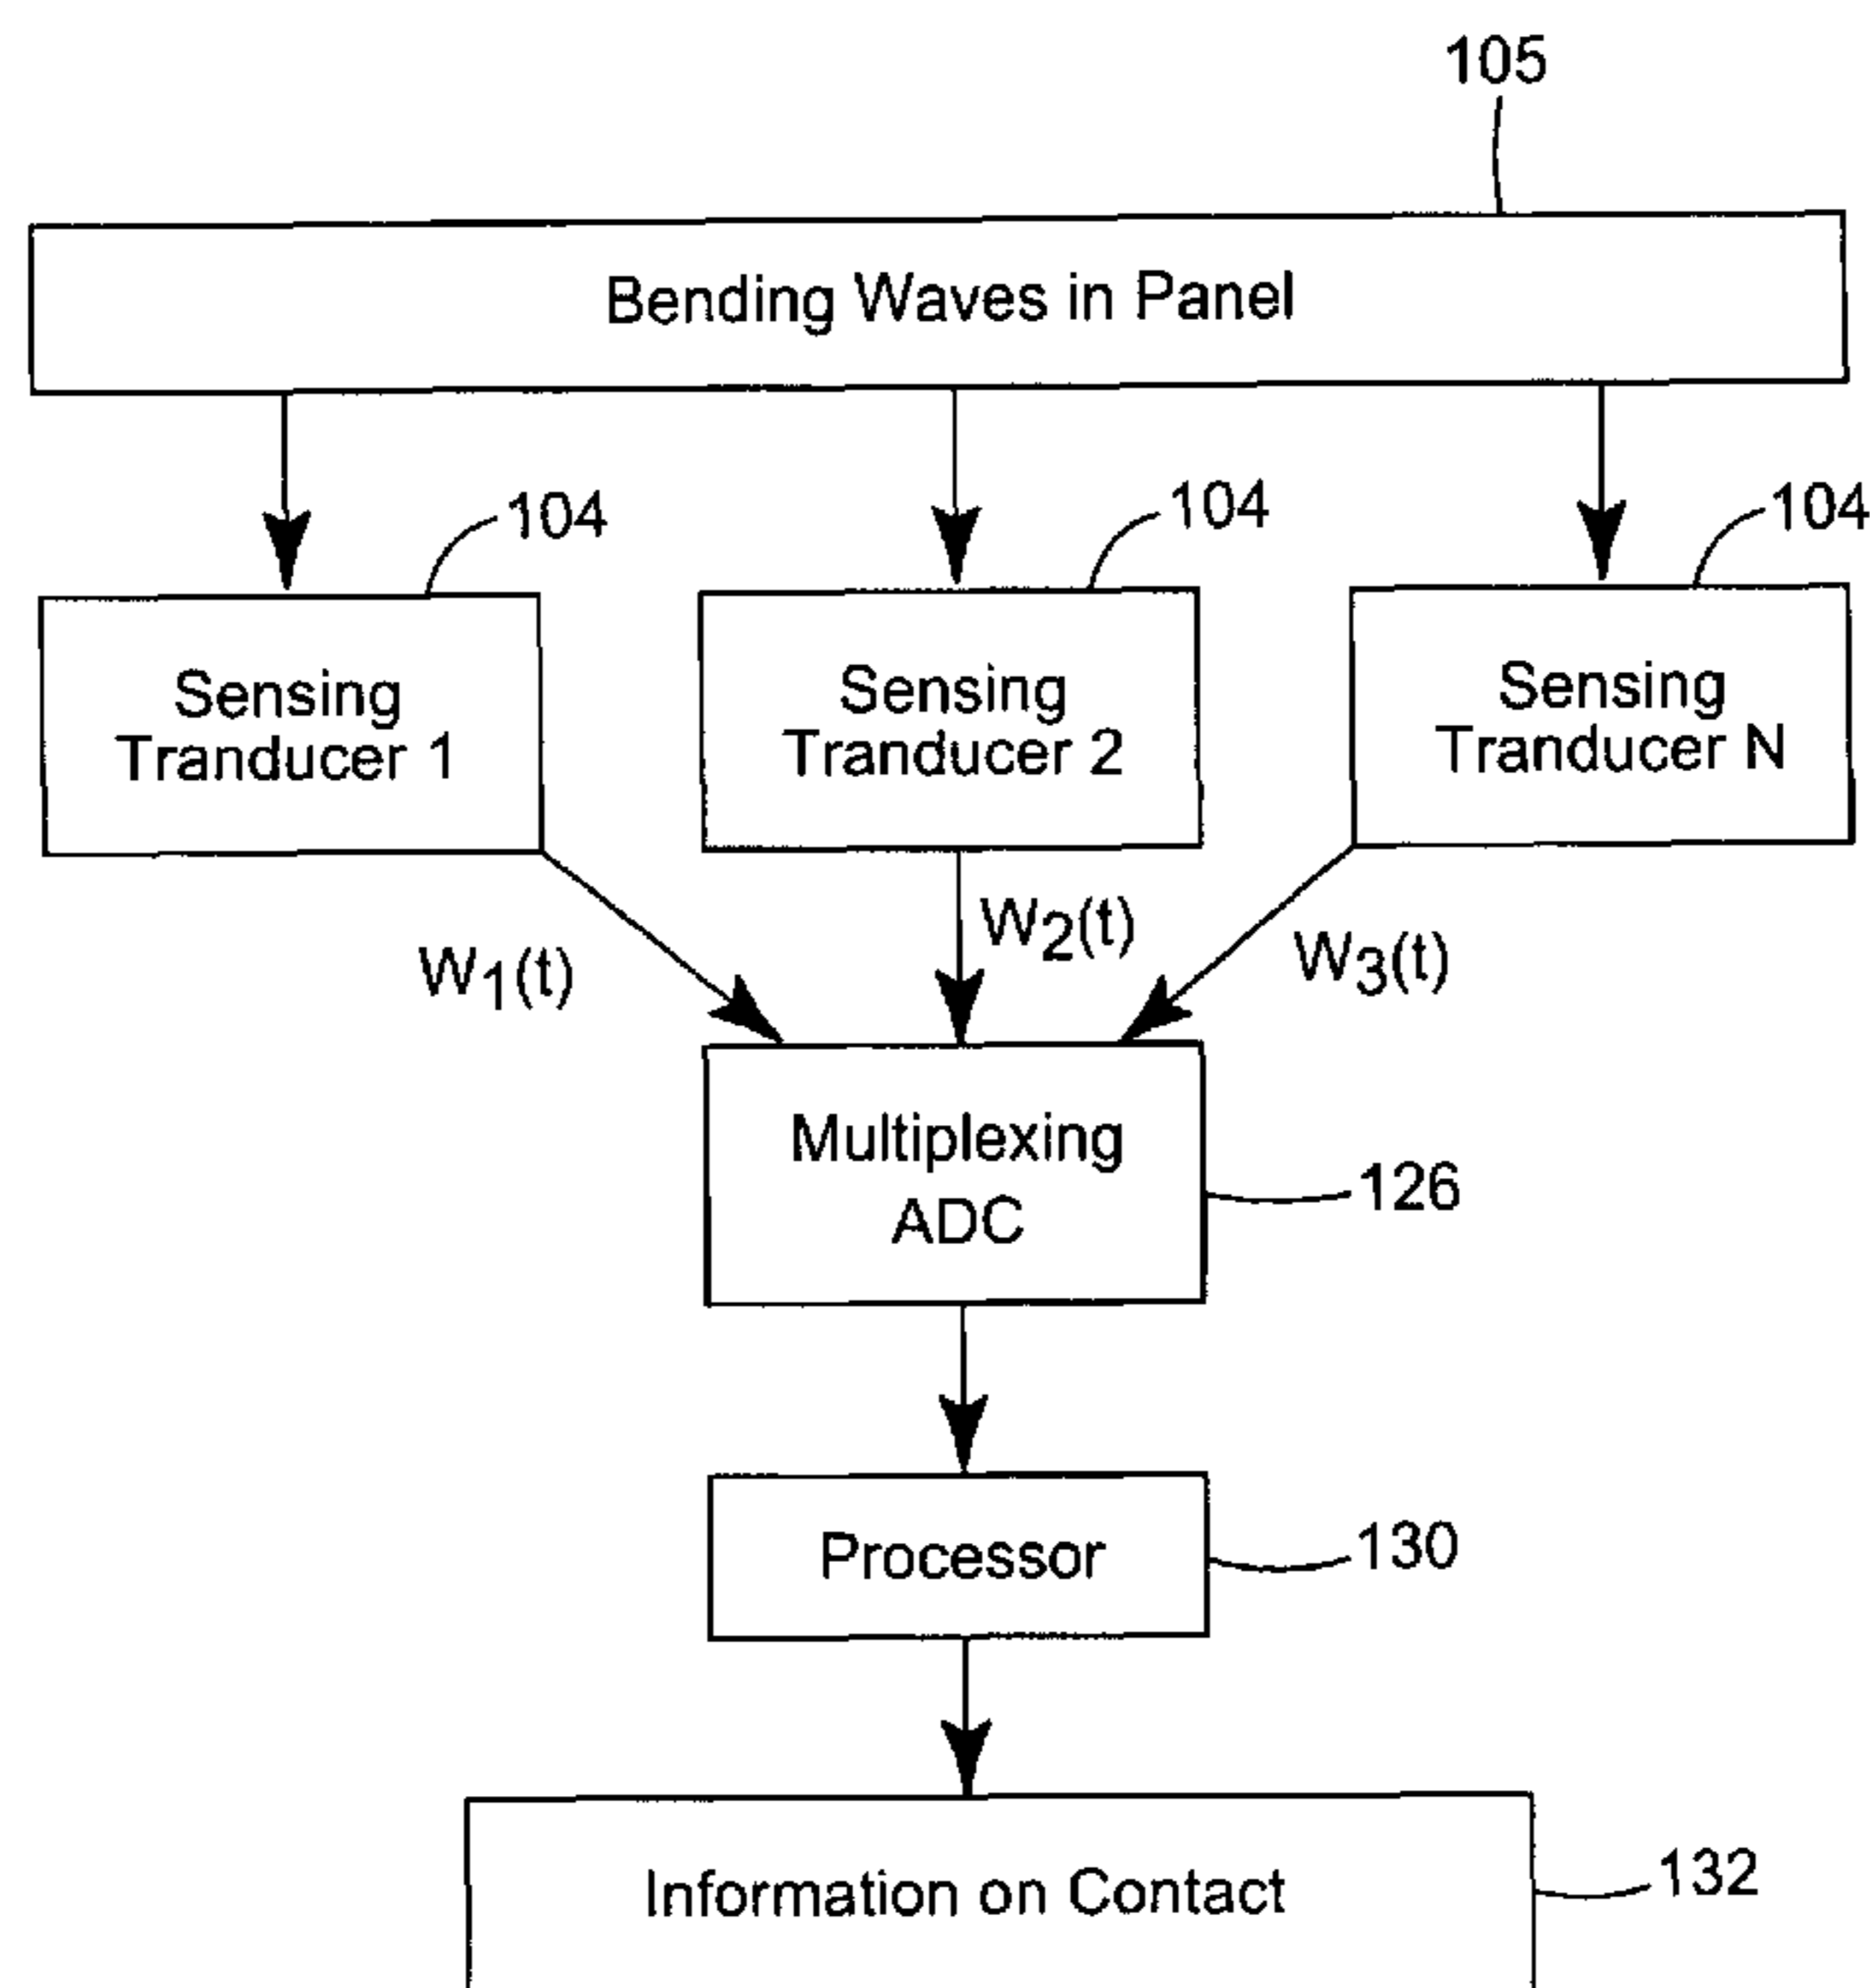 105
Bending Waves in Panel
104
104
104
Sensing
Tranducer 1
Sensing
Tranducer 2
Sensing
Tranducer N
W1(t)
W2(t)
W3(t)
Multiplexing
ADC
126
Processor
130
Information on Contact
132